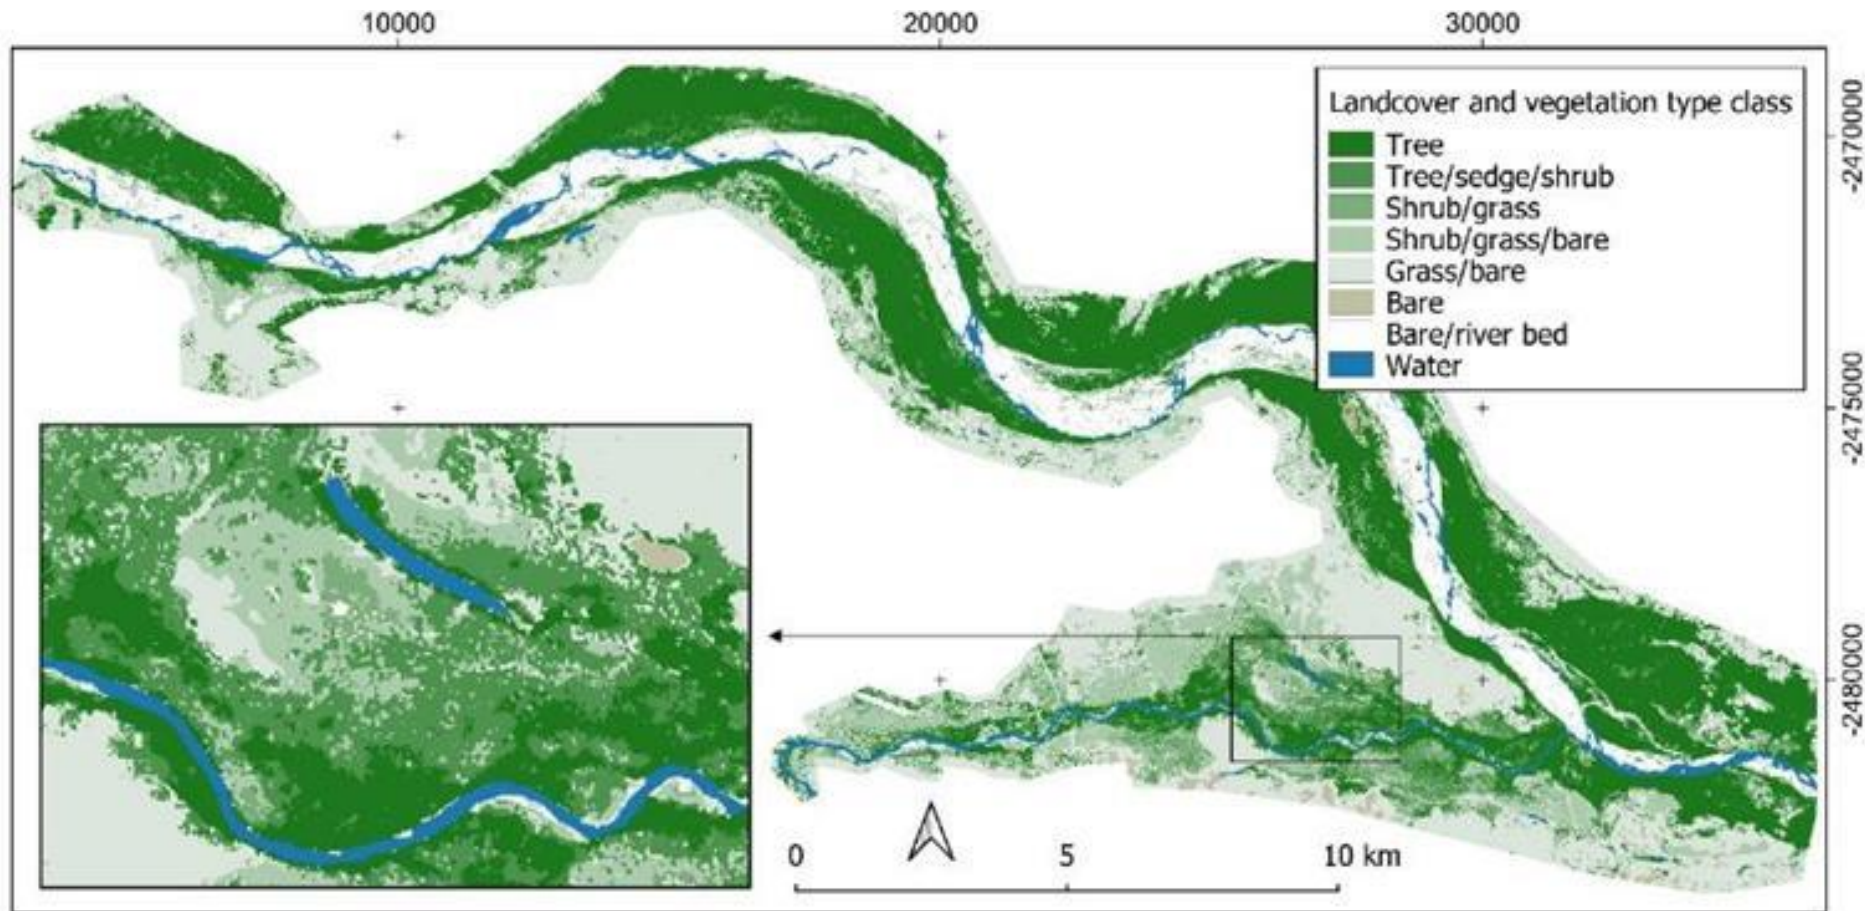 10000 20000 30000
Landcover and vegetation type class
Tree
Tree/sedge/shrub
Shrub/grass
Shrub/grass/bare
Grass/bare
Bare
Bare/river bed
Water
-2470000
-2475000
-2480000
0 5 10 km